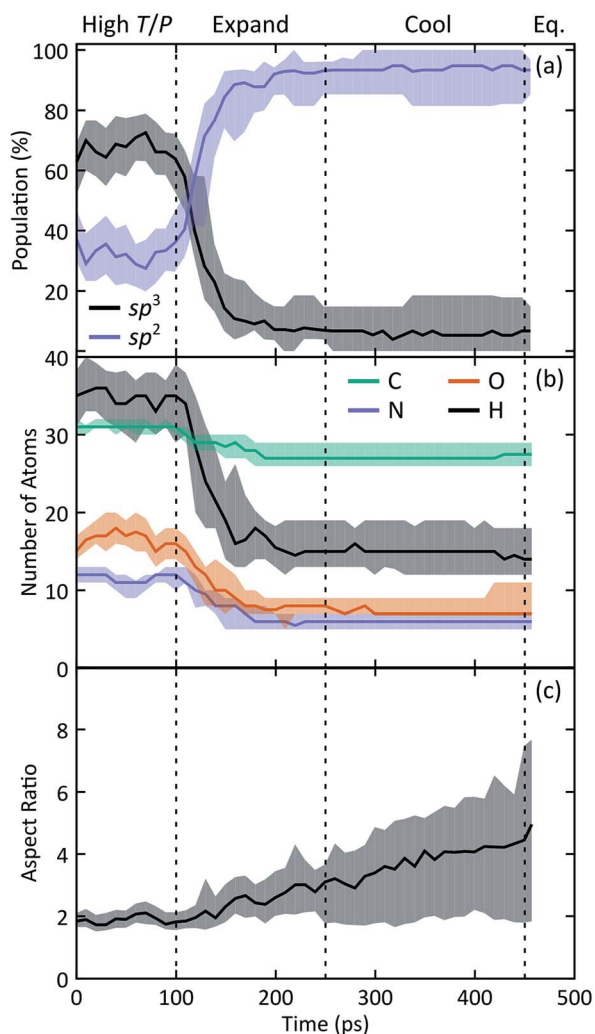 High T/P Expand Cool Eq.
100
80
60
40
20
Population (%)
(a)
sp³
sp²
40
30
20
10
0
Number of Atoms
(b)
C O
N H
8
6
4
2
0
Aspect Ratio
(c)
0 100 200 300 400 500
Time (ps)